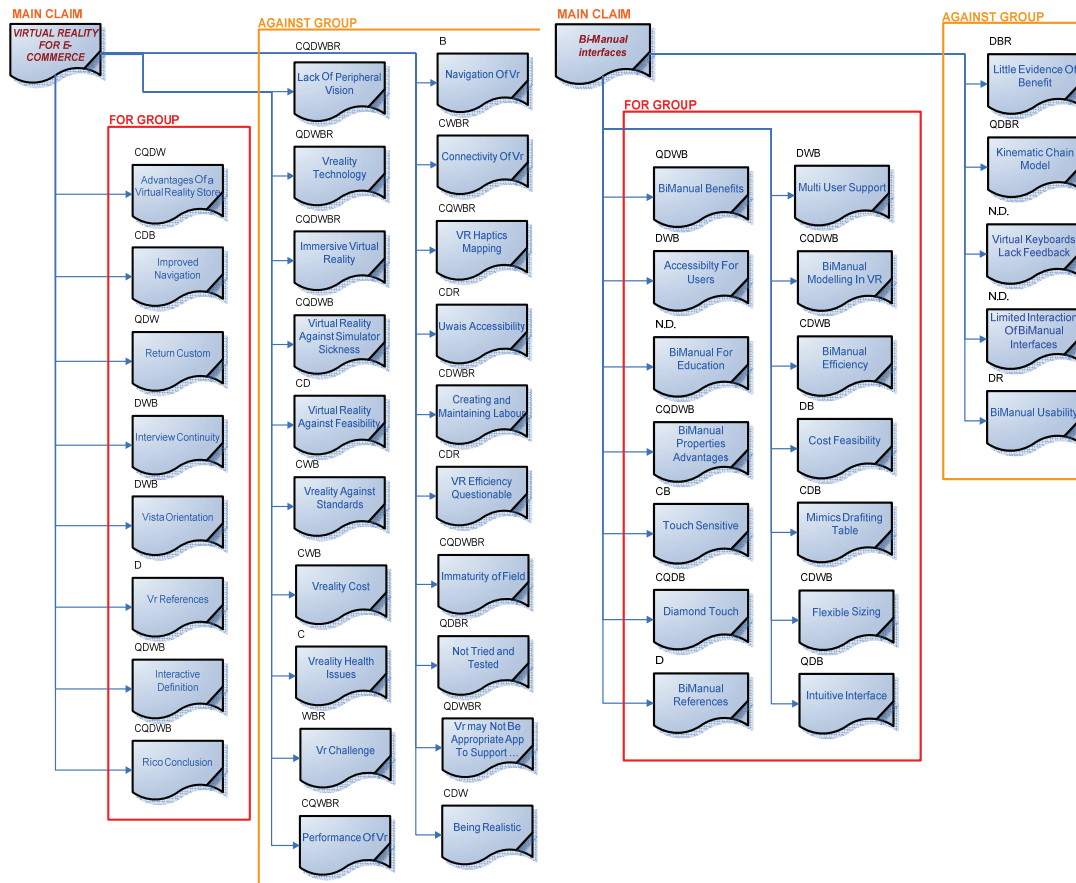 MAIN CLAIM
VIRTUAL REALITY
FOR E-
COMMERCE
FOR GROUP
CQDW
Advantages Of a
Virtual Reality Store
CDB
Improved
Navigation
QDW
Return Custom
DWB
Interview Continuity
DWB
Vista Orientation
D
Vr References
QDWB
Interactive
Definition
CQDWB
Rico Conclusion
AGAINST GROUP
CQDWBR
Lack Of Peripheral
Vision
QDWBR
Vreality
Technology
CQDWBR
Immersive Virtual
Reality
CQDWB
Virtual Reality
Against Simulator
Sickness
CD
Virtual Reality
Against Feasibility
CWB
Vreality Against
Standards
CWB
Vreality Cost
C
Vreality Health
Issues
WBR
Vr Challenge
CQWBR
Performance Of Vr
B
Navigation Of Vr
CWBR
Connectivity Of Vr
CQWBR
VR Haptics
Mapping
CDR
Uwais Accessibility
CDWBR
Creating and
Maintaining Labour
CDR
VR Efficiency
Questionable
CQDWBR
Immaturity of Field
QDBR
Not Tried and
Tested
QDWBR
Vr may Not Be
Appropriate App
To Support ...
CDW
Being Realistic
MAIN CLAIM
Bi-Manual
interfaces
FOR GROUP
QDWB
BiManual Benefits
DWB
Accessibilty For
Users
N.D.
BiManual For
Education
CQDWB
BiManual
Properties
Advantages
CB
Touch Sensitive
CQDB
Diamond Touch
D
BiManual
References
DWB
Multi User Support
CQDWB
BiManual
Modelling In VR
CDWB
BiManual
Efficiency
DB
Cost Feasibility
CDB
Mimics Drafiting
Table
CDWB
Flexible Sizing
QDB
Intuitive Interface
AGAINST GROUP
DBR
Little Evidence Of
Benefit
QDBR
Kinematic Chain
Model
N.D.
Virtual Keyboards
Lack Feedback
N.D.
Limited Interaction
Of BiManual
Interfaces
DR
BiManual Usability